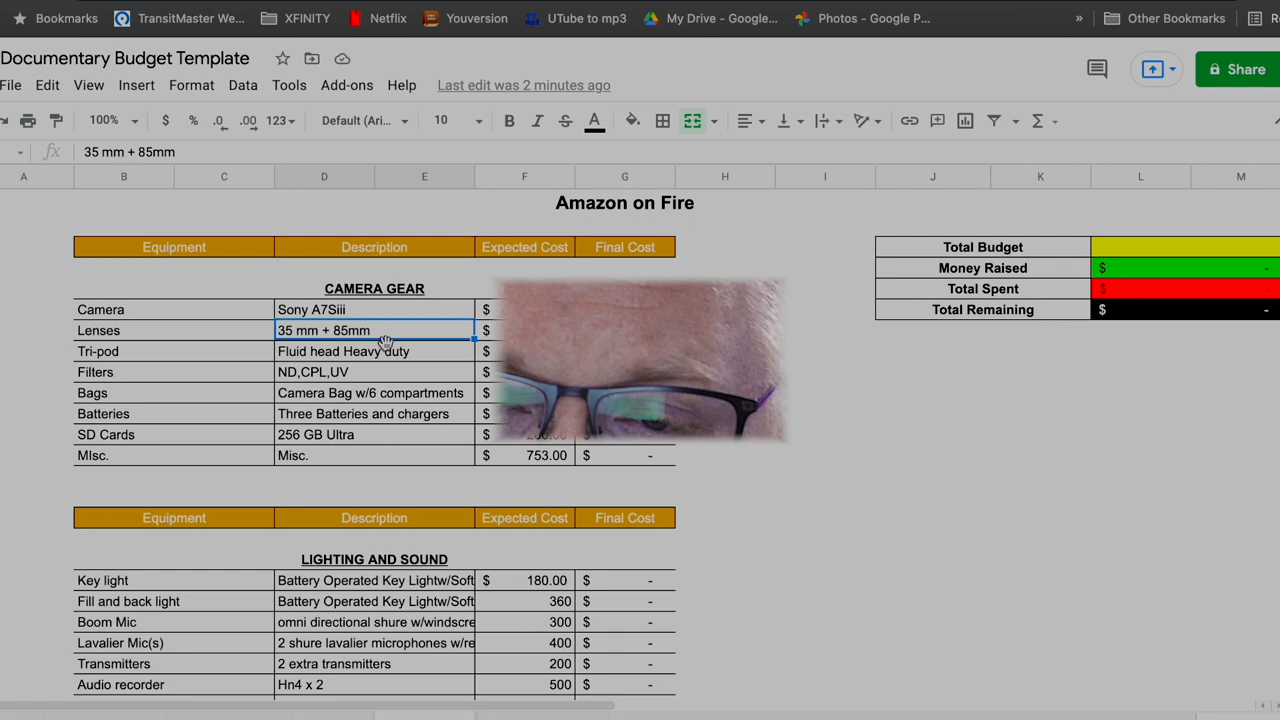 Bookmarks TransitMaster We... XFINITY Netflix Youversion UTube to mp3 My Drive - Google... Photos - Google P... » Other Bookmarks
Documentary Budget Template
File Edit View Insert Format Data Tools Add-ons Help Last edit was 2 minutes ago Share
100% $ % .0 .00 123 Default (Ari... 10 B I S A Σ
fx 35 mm + 85mm
A B C D E F G H I J K L M
Amazon on Fire
Equipment Description Expected Cost Final Cost Total Budget
Money Raised $ -
CAMERA GEAR Total Spent $ -
Camera Sony A7Siii $ Total Remaining $ -
Lenses 35 mm + 85mm $
Tri-pod Fluid head Heavy duty $
Filters ND,CPL,UV $
Bags Camera Bag w/6 compartments $
Batteries Three Batteries and chargers $
SD Cards 256 GB Ultra $
MIsc. Misc. $ 753.00 $ -
Equipment Description Expected Cost Final Cost
LIGHTING AND SOUND
Key light Battery Operated Key Lightw/Soft $ 180.00 $ -
Fill and back light Battery Operated Key Lightw/Soft 360 $ -
Boom Mic omni directional shure w/windscre 300 $ -
Lavalier Mic(s) 2 shure lavalier microphones w/re 400 $ -
Transmitters 2 extra transmitters 200 $ -
Audio recorder Hn4 x 2 500 $ -